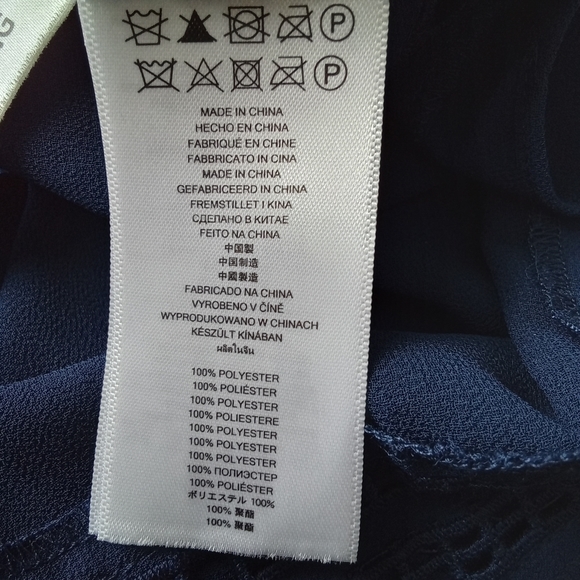 P
P
MADE IN CHINA
HECHO EN CHINA
FABRIQUÉ EN CHINE
FABBRICATO IN CINA
MADE IN CHINA
GEFABRICEERD IN CHINA
FREMSTILLET I KINA
СДЕЛАНО В КИТАЕ
FEITO NA CHINA
中国製
中国制造
中國製造
FABRICADO NA CHINA
VYROBENO V ČÍNĚ
WYPRODUKOWANO W CHINACH
KÉSZÜLT KÍNÁBAN
ผลิตในจีน
100% POLYESTER
100% POLIÉSTER
100% POLYESTER
100% POLIESTERE
100% POLYESTER
100% POLYESTER
100% POLYESTER
100% ПОЛИЭСТЕР
100% POLIÉSTER
ポリエステル 100%
100% 聚酯
100% 聚酯